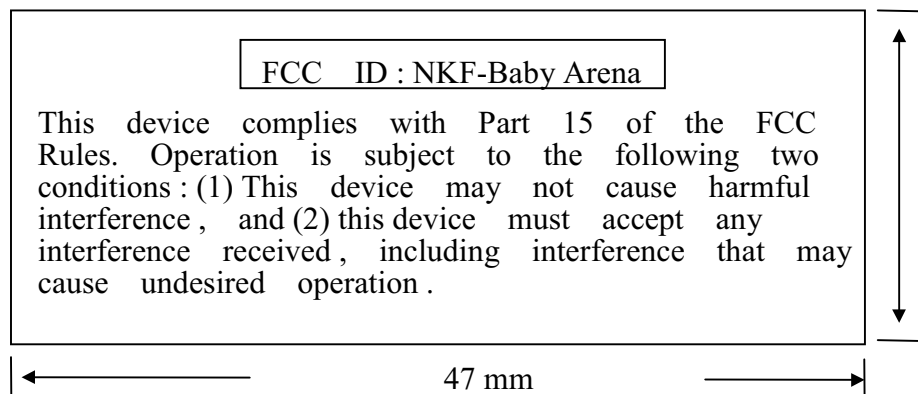 FCC ID : NKF-Baby Arena
This device complies with Part 15 of the FCC
Rules. Operation is subject to the following two
conditions : (1) This device may not cause harmful
interference , and (2) this device must accept any
interference received , including interference that may
cause undesired operation .
47 mm